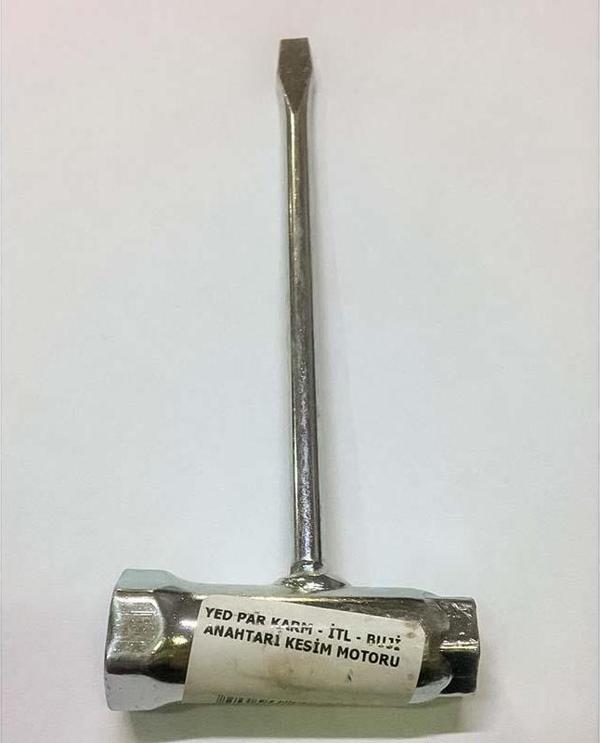 YED PAR KARM - İTL - BUJİ
ANAHTARI KESİM MOTORU